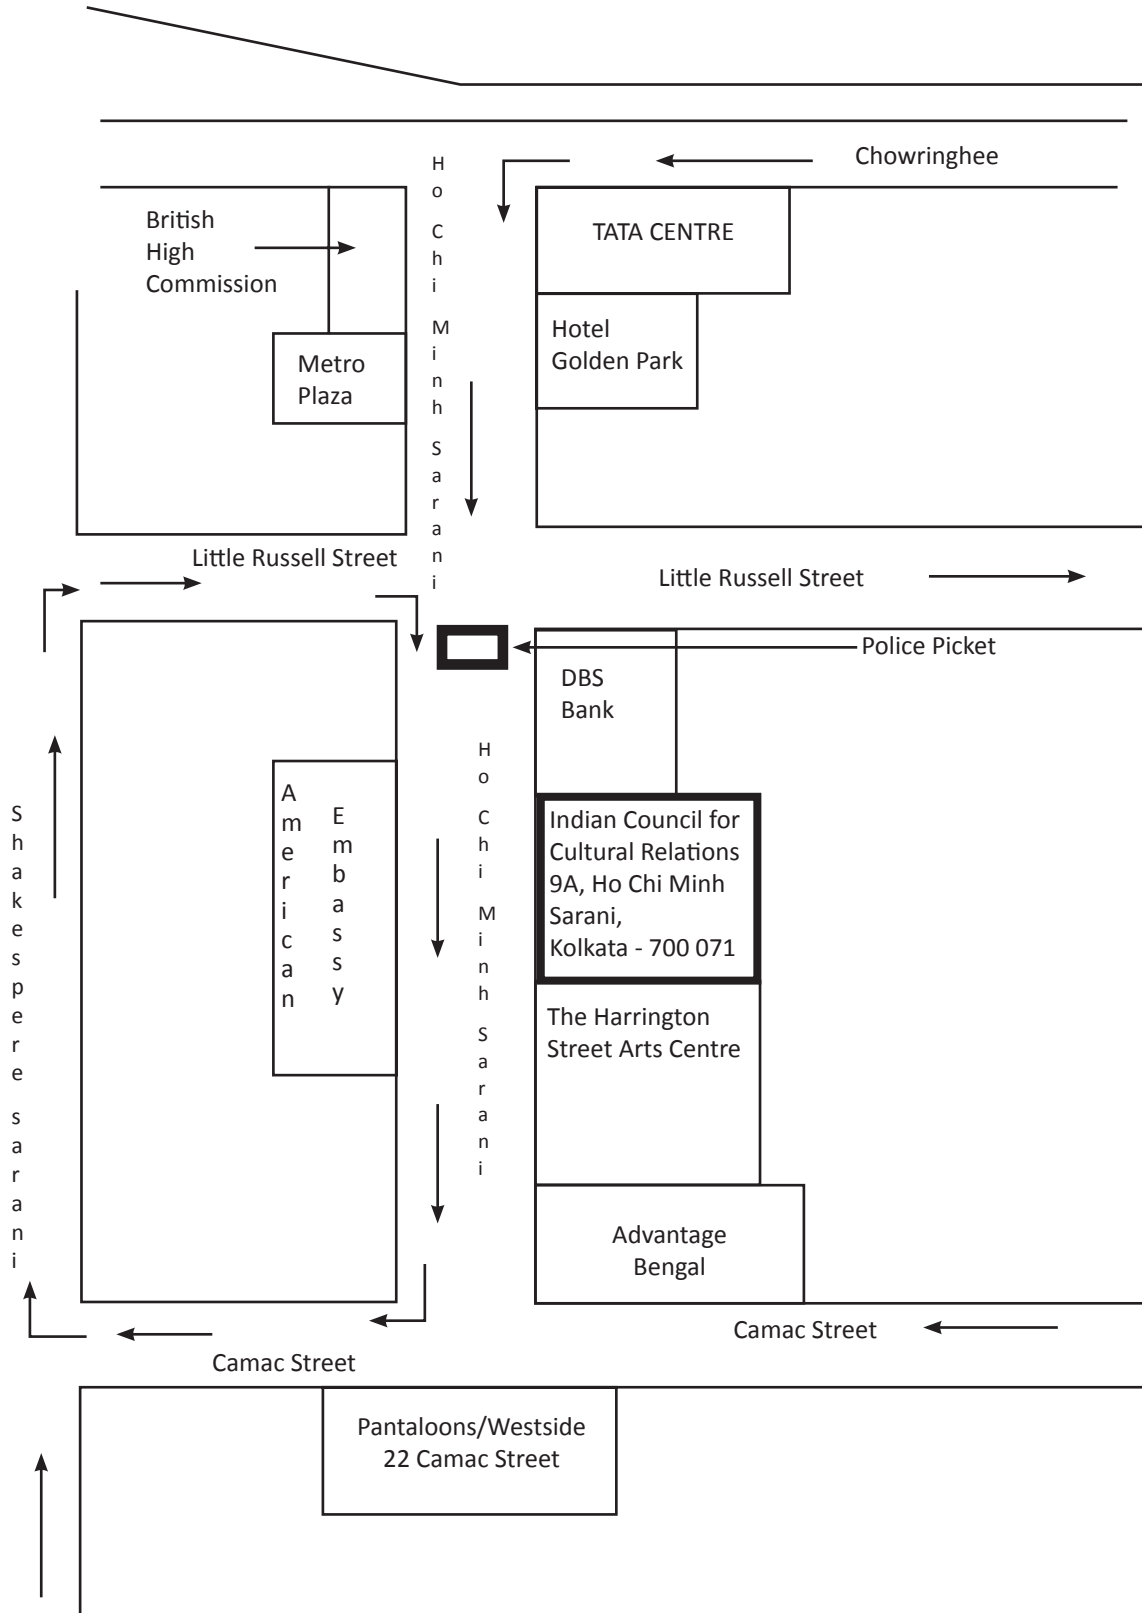 Chowringhee
Ho Chi Minh Sarani
British
High
Commission
TATA CENTRE
Metro
Plaza
Hotel
Golden Park
Little Russell Street
Little Russell Street
Police Picket
DBS
Bank
Ho Chi Minh Sarani
Shakespere sarani
American
Embassy
Indian Council for
Cultural Relations
9A, Ho Chi Minh
Sarani,
Kolkata - 700 071
The Harrington
Street Arts Centre
Advantage
Bengal
Camac Street
Camac Street
Pantaloons/Westside
22 Camac Street